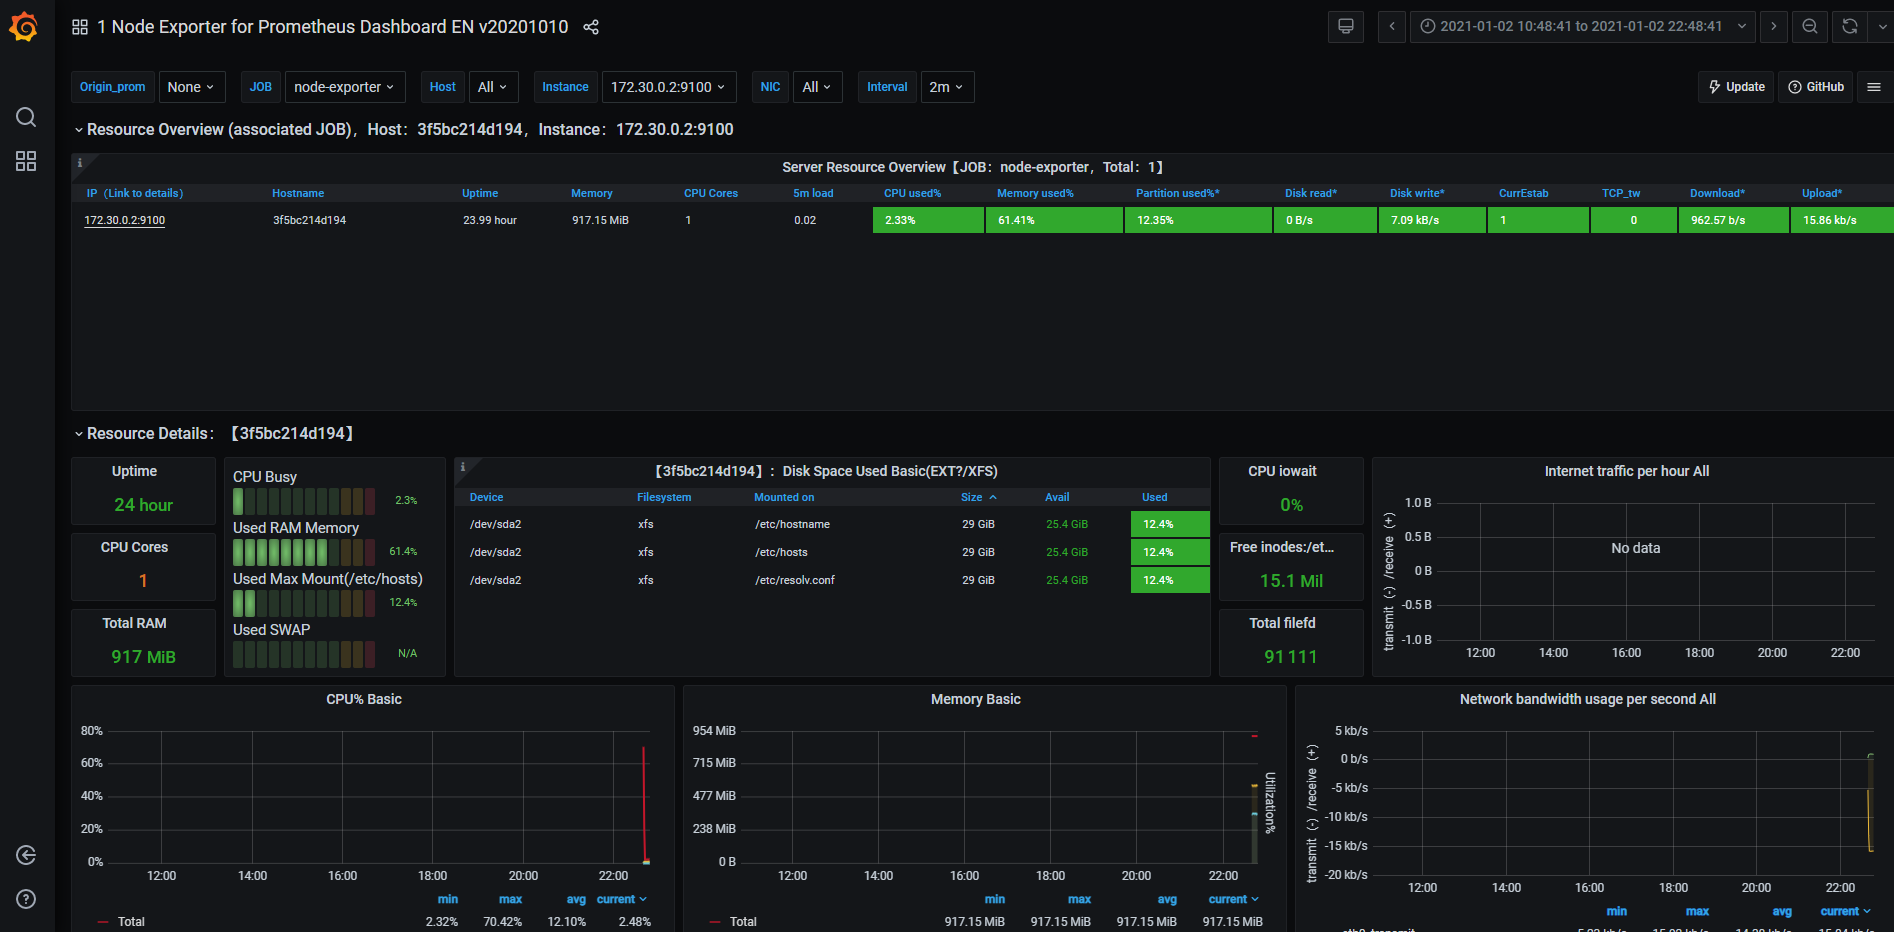 1 Node Exporter for Prometheus Dashboard EN v20201010
2021-01-02 10:48:41 to 2021-01-02 22:48:41
Origin_prom None JOB node-exporter Host All Instance 172.30.0.2:9100 NIC All Interval 2m Update GitHub
Resource Overview (associated JOB)，Host：3f5bc214d194，Instance：172.30.0.2:9100
Server Resource Overview【JOB：node-exporter，Total：1】
IP（Link to details） Hostname Uptime Memory CPU Cores 5m load CPU used% Memory used% Partition used%* Disk read* Disk write* CurrEstab TCP_tw Download* Upload*
172.30.0.2:9100 3f5bc214d194 23.99 hour 917.15 MiB 1 0.02 2.33% 61.41% 12.35% 0 B/s 7.09 kB/s 1 0 962.57 b/s 15.86 kb/s
Resource Details：【3f5bc214d194】
Uptime
24 hour
CPU Cores
1
Total RAM
917 MiB
CPU Busy
2.3%
Used RAM Memory
61.4%
Used Max Mount(/etc/hosts)
12.4%
Used SWAP
N/A
【3f5bc214d194】：Disk Space Used Basic(EXT?/XFS)
Device Filesystem Mounted on Size Avail Used
/dev/sda2 xfs /etc/hostname 29 GiB 25.4 GiB 12.4%
/dev/sda2 xfs /etc/hosts 29 GiB 25.4 GiB 12.4%
/dev/sda2 xfs /etc/resolv.conf 29 GiB 25.4 GiB 12.4%
CPU iowait
0%
Free inodes:/et...
15.1 Mil
Total filefd
91 111
Internet traffic per hour All
transmit（-）/receive（+）
1.0 B
0.5 B
0 B
-0.5 B
-1.0 B
No data
12:00 14:00 16:00 18:00 20:00 22:00
CPU% Basic
80%
60%
40%
20%
0%
12:00 14:00 16:00 18:00 20:00 22:00
min max avg current
Total 2.32% 70.42% 12.10% 2.48%
Memory Basic
954 MiB
715 MiB
477 MiB
238 MiB
0 B
Utilization%
12:00 14:00 16:00 18:00 20:00 22:00
min max avg current
Total 917.15 MiB 917.15 MiB 917.15 MiB 917.15 MiB
Network bandwidth usage per second All
transmit（-）/receive（+）
5 kb/s
0 b/s
-5 kb/s
-10 kb/s
-15 kb/s
-20 kb/s
12:00 14:00 16:00 18:00 20:00 22:00
min max avg current